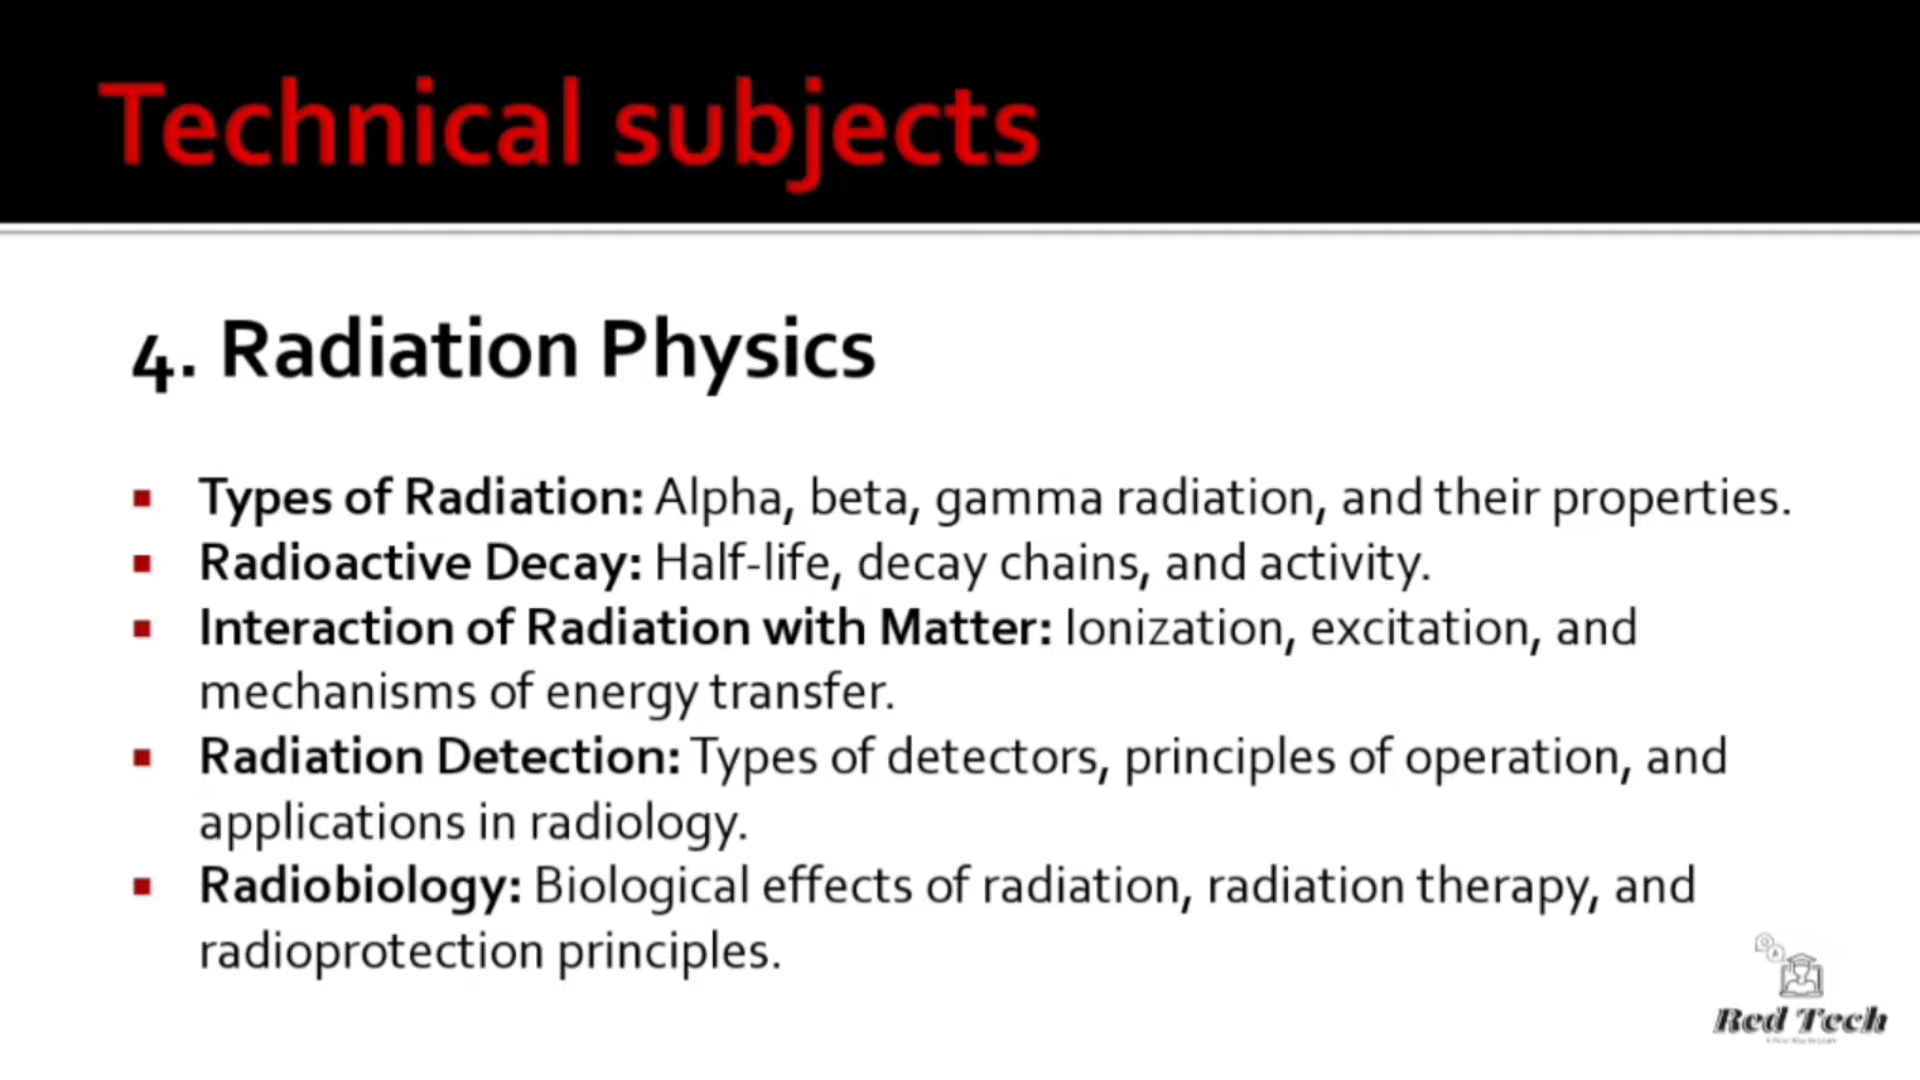 Technical subjects
4. Radiation Physics
▪ Types of Radiation: Alpha, beta, gamma radiation, and their properties.
▪ Radioactive Decay: Half-life, decay chains, and activity.
▪ Interaction of Radiation with Matter: Ionization, excitation, and
mechanisms of energy transfer.
▪ Radiation Detection: Types of detectors, principles of operation, and
applications in radiology.
▪ Radiobiology: Biological effects of radiation, radiation therapy, and
radioprotection principles.
Red Tech